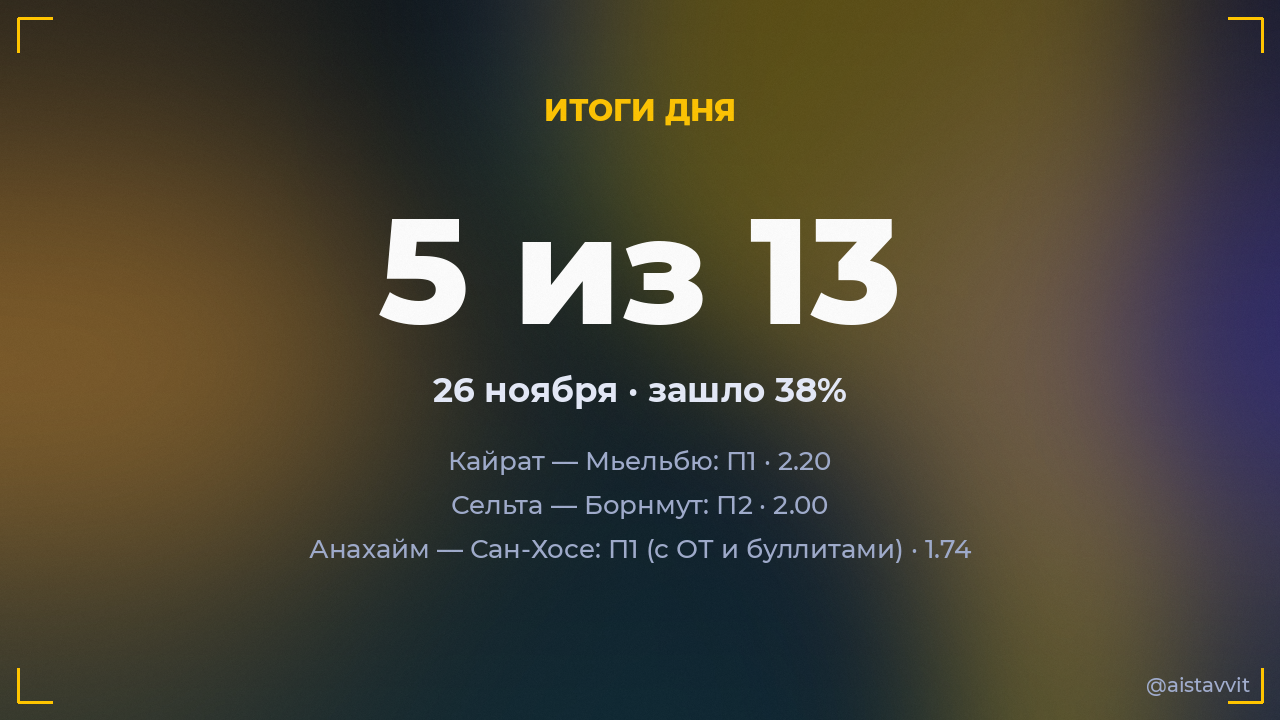 ИТОГИ ДНЯ
5 из 13
26 ноября · зашло 38%
Кайрат — Мьельбю: П1 · 2.20
Сельта — Борнмут: П2 · 2.00
Анахайм — Сан-Хосе: П1 (с ОТ и буллитами) · 1.74
@aistavvit